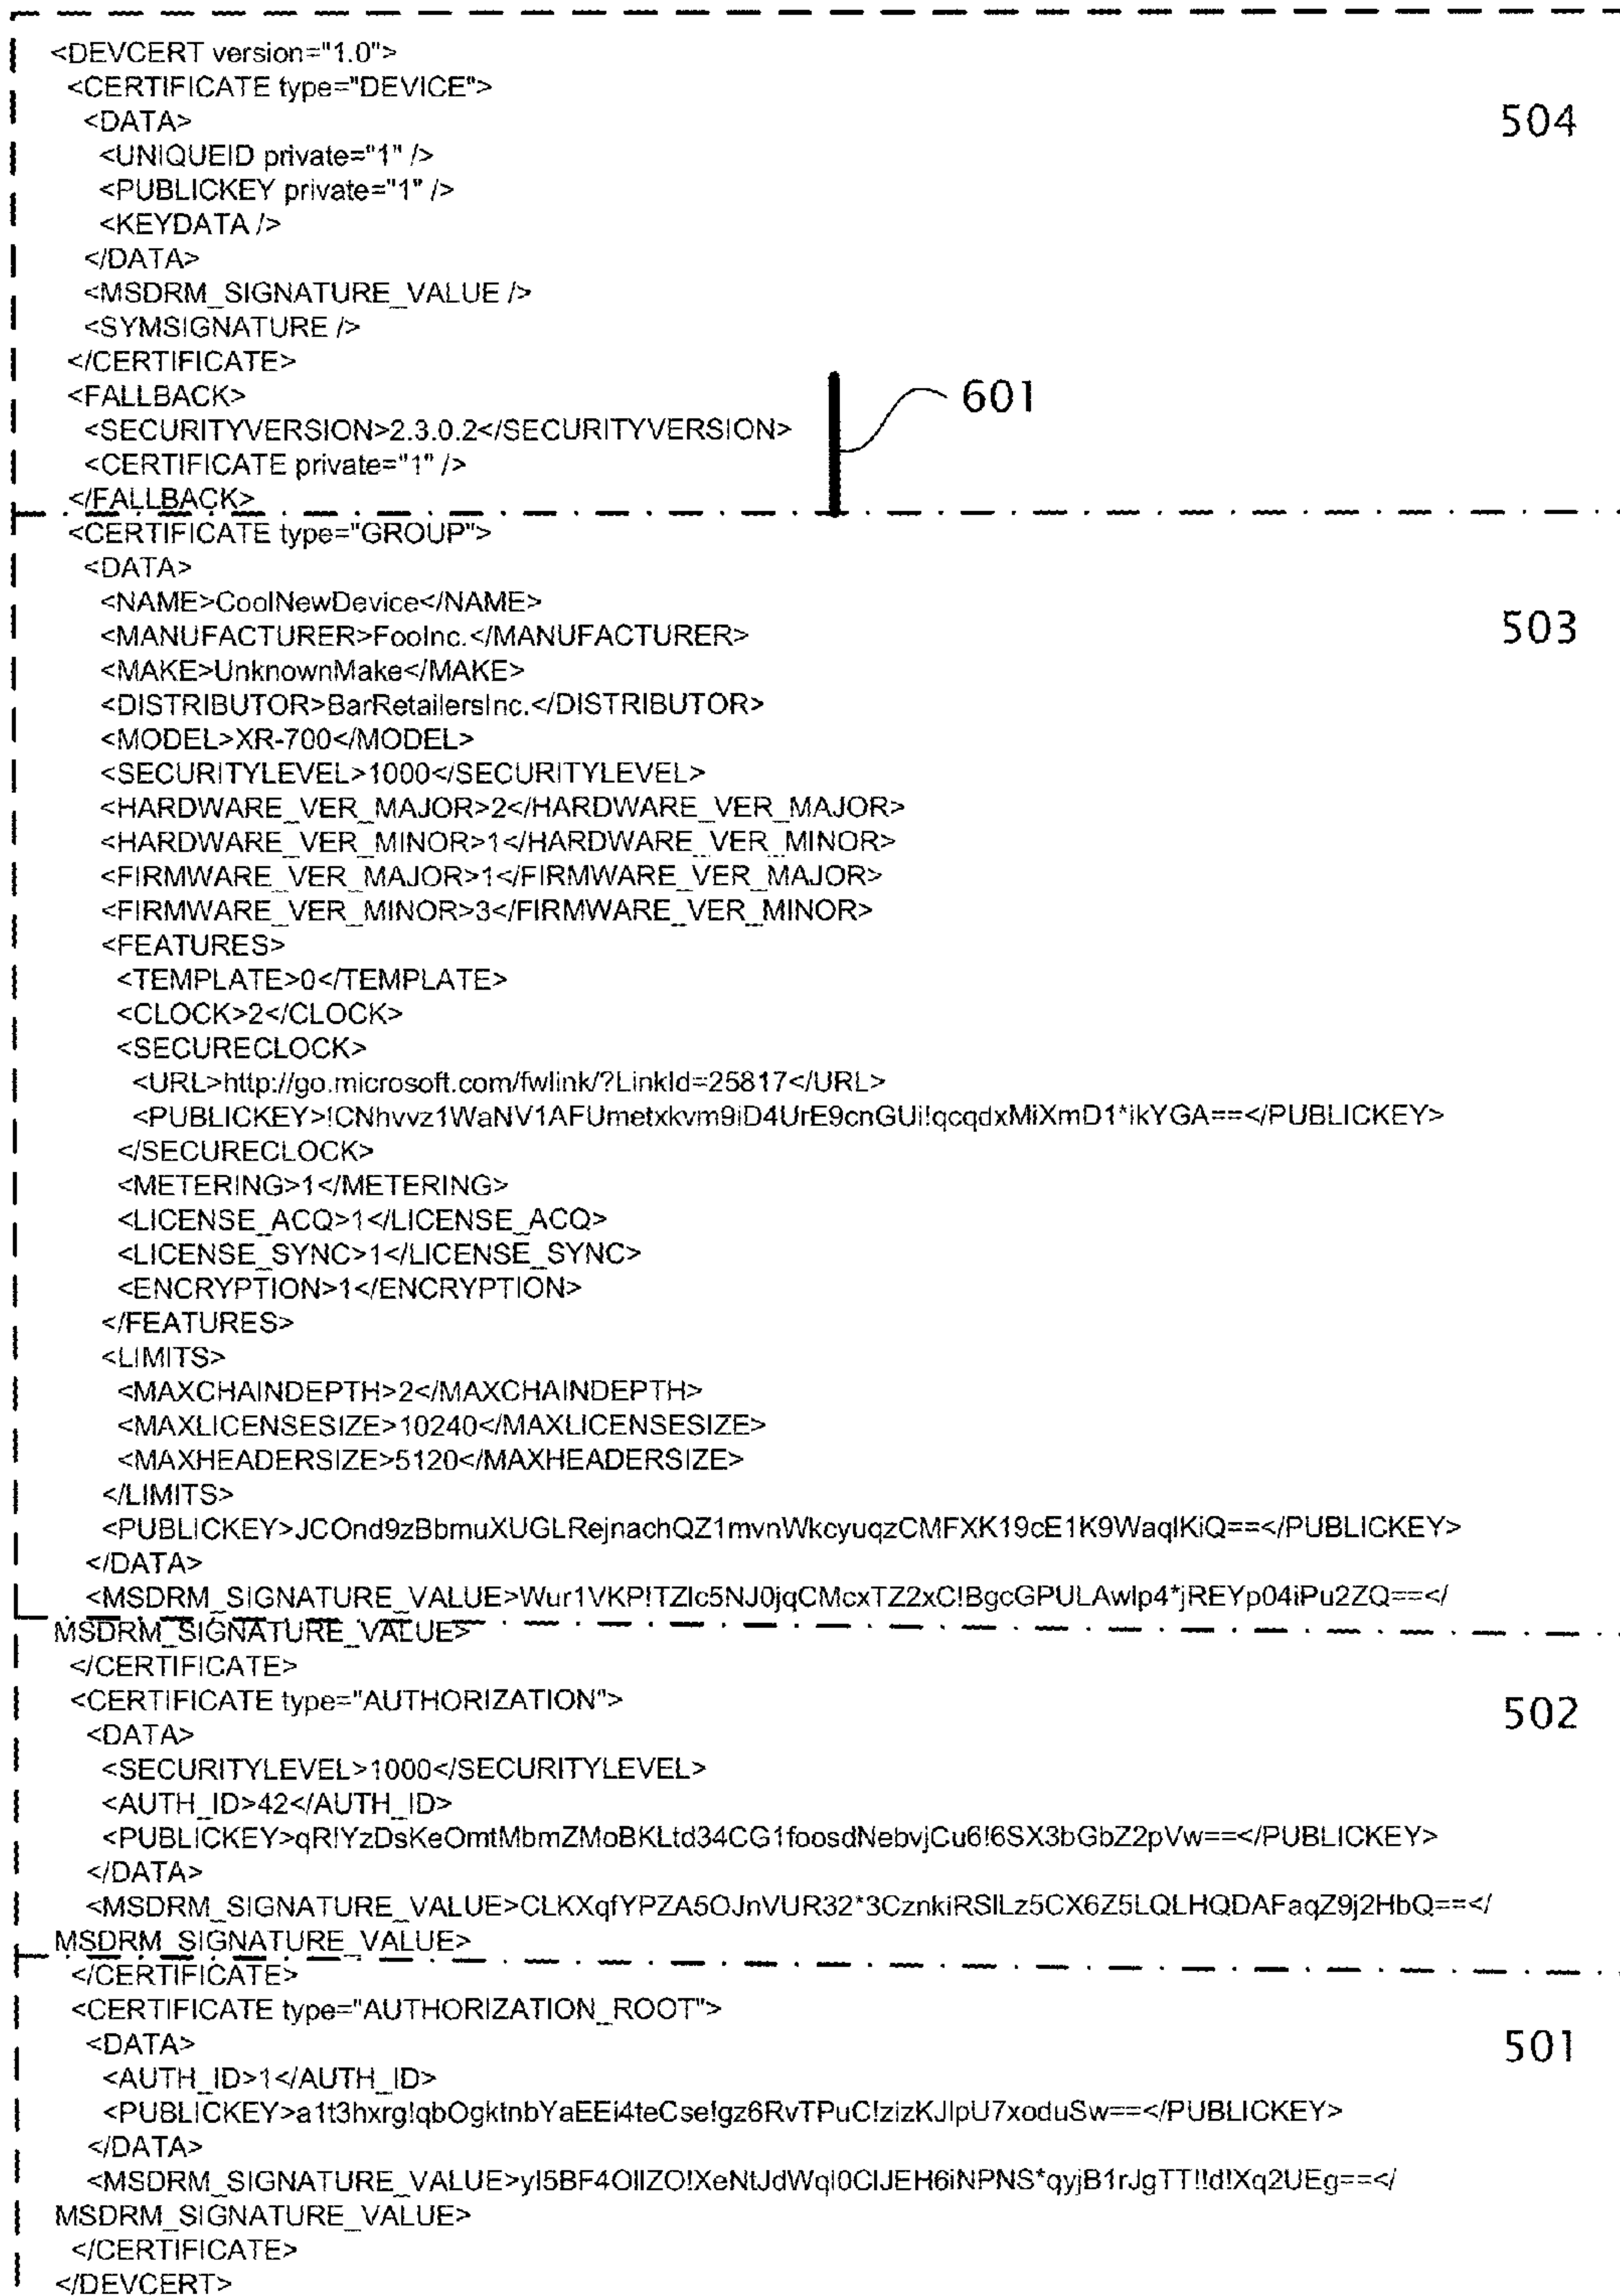 <DEVCERT version="1.0">
<CERTIFICATE type="DEVICE">
<DATA>
504
<UNIQUEID private="1" />
<PUBLICKEY private="1" />
<KEYDATA />
</DATA>
<MSDRM_SIGNATURE_VALUE />
<SYMSIGNATURE />
</CERTIFICATE>
<FALLBACK>
601
<SECURITYVERSION>2.3.0.2</SECURITYVERSION>
<CERTIFICATE private="1" />
</FALLBACK>
<CERTIFICATE type="GROUP">
<DATA>
<NAME>CoolNewDevice</NAME>
503
<MANUFACTURER>FooInc.</MANUFACTURER>
<MAKE>UnknownMake</MAKE>
<DISTRIBUTOR>BarRetailersInc.</DISTRIBUTOR>
<MODEL>XR-700</MODEL>
<SECURITYLEVEL>1000</SECURITYLEVEL>
<HARDWARE_VER_MAJOR>2</HARDWARE_VER_MAJOR>
<HARDWARE_VER_MINOR>1</HARDWARE_VER_MINOR>
<FIRMWARE_VER_MAJOR>1</FIRMWARE_VER_MAJOR>
<FIRMWARE_VER_MINOR>3</FIRMWARE_VER_MINOR>
<FEATURES>
<TEMPLATE>0</TEMPLATE>
<CLOCK>2</CLOCK>
<SECURECLOCK>
<URL>http://go.microsoft.com/fwlink/?LinkId=25817</URL>
<PUBLICKEY>!CNhvvz1WaNV1AFUmetxkvm9iD4UrE9cnGUi!qcqdxMiXmD1*ikYGA==</PUBLICKEY>
</SECURECLOCK>
<METERING>1</METERING>
<LICENSE_ACQ>1</LICENSE_ACQ>
<LICENSE_SYNC>1</LICENSE_SYNC>
<ENCRYPTION>1</ENCRYPTION>
</FEATURES>
<LIMITS>
<MAXCHAINDEPTH>2</MAXCHAINDEPTH>
<MAXLICENSESIZE>10240</MAXLICENSESIZE>
<MAXHEADERSIZE>5120</MAXHEADERSIZE>
</LIMITS>
<PUBLICKEY>JCOnd9zBbmuXUGLRejnachQZ1mvnWkcyuqzCMFXK19cE1K9WaqlKiQ==</PUBLICKEY>
</DATA>
<MSDRM_SIGNATURE_VALUE>Wur1VKP!TZlc5NJ0jqCMcxTZ2xC!BgcGPULAwlp4*jREYp04iPu2ZQ==</
MSDRM_SIGNATURE_VALUE>
</CERTIFICATE>
<CERTIFICATE type="AUTHORIZATION">
502
<DATA>
<SECURITYLEVEL>1000</SECURITYLEVEL>
<AUTH_ID>42</AUTH_ID>
<PUBLICKEY>qR!YzDsKeOmtMbmZMoBKLtd34CG1foosdNebvjCu6!6SX3bGbZ2pVw==</PUBLICKEY>
</DATA>
<MSDRM_SIGNATURE_VALUE>CLKXqfYPZA5OJnVUR32*3CznkiRSlLz5CX6Z5LQLHQDAFaqZ9j2HbQ==</
MSDRM_SIGNATURE_VALUE>
</CERTIFICATE>
<CERTIFICATE type="AUTHORIZATION_ROOT">
<DATA>
501
<AUTH_ID>1</AUTH_ID>
<PUBLICKEY>a1t3hxrg!qbOgktnbYaEEi4teCse!gz6RvTPuC!zizKJlpU7xoduSw==</PUBLICKEY>
</DATA>
<MSDRM_SIGNATURE_VALUE>yl5BF4OllZO!XeNtJdWql0ClJEH6iNPNS*qyjB1rJgTT!!d!Xq2UEg==</
MSDRM_SIGNATURE_VALUE>
</CERTIFICATE>
</DEVCERT>